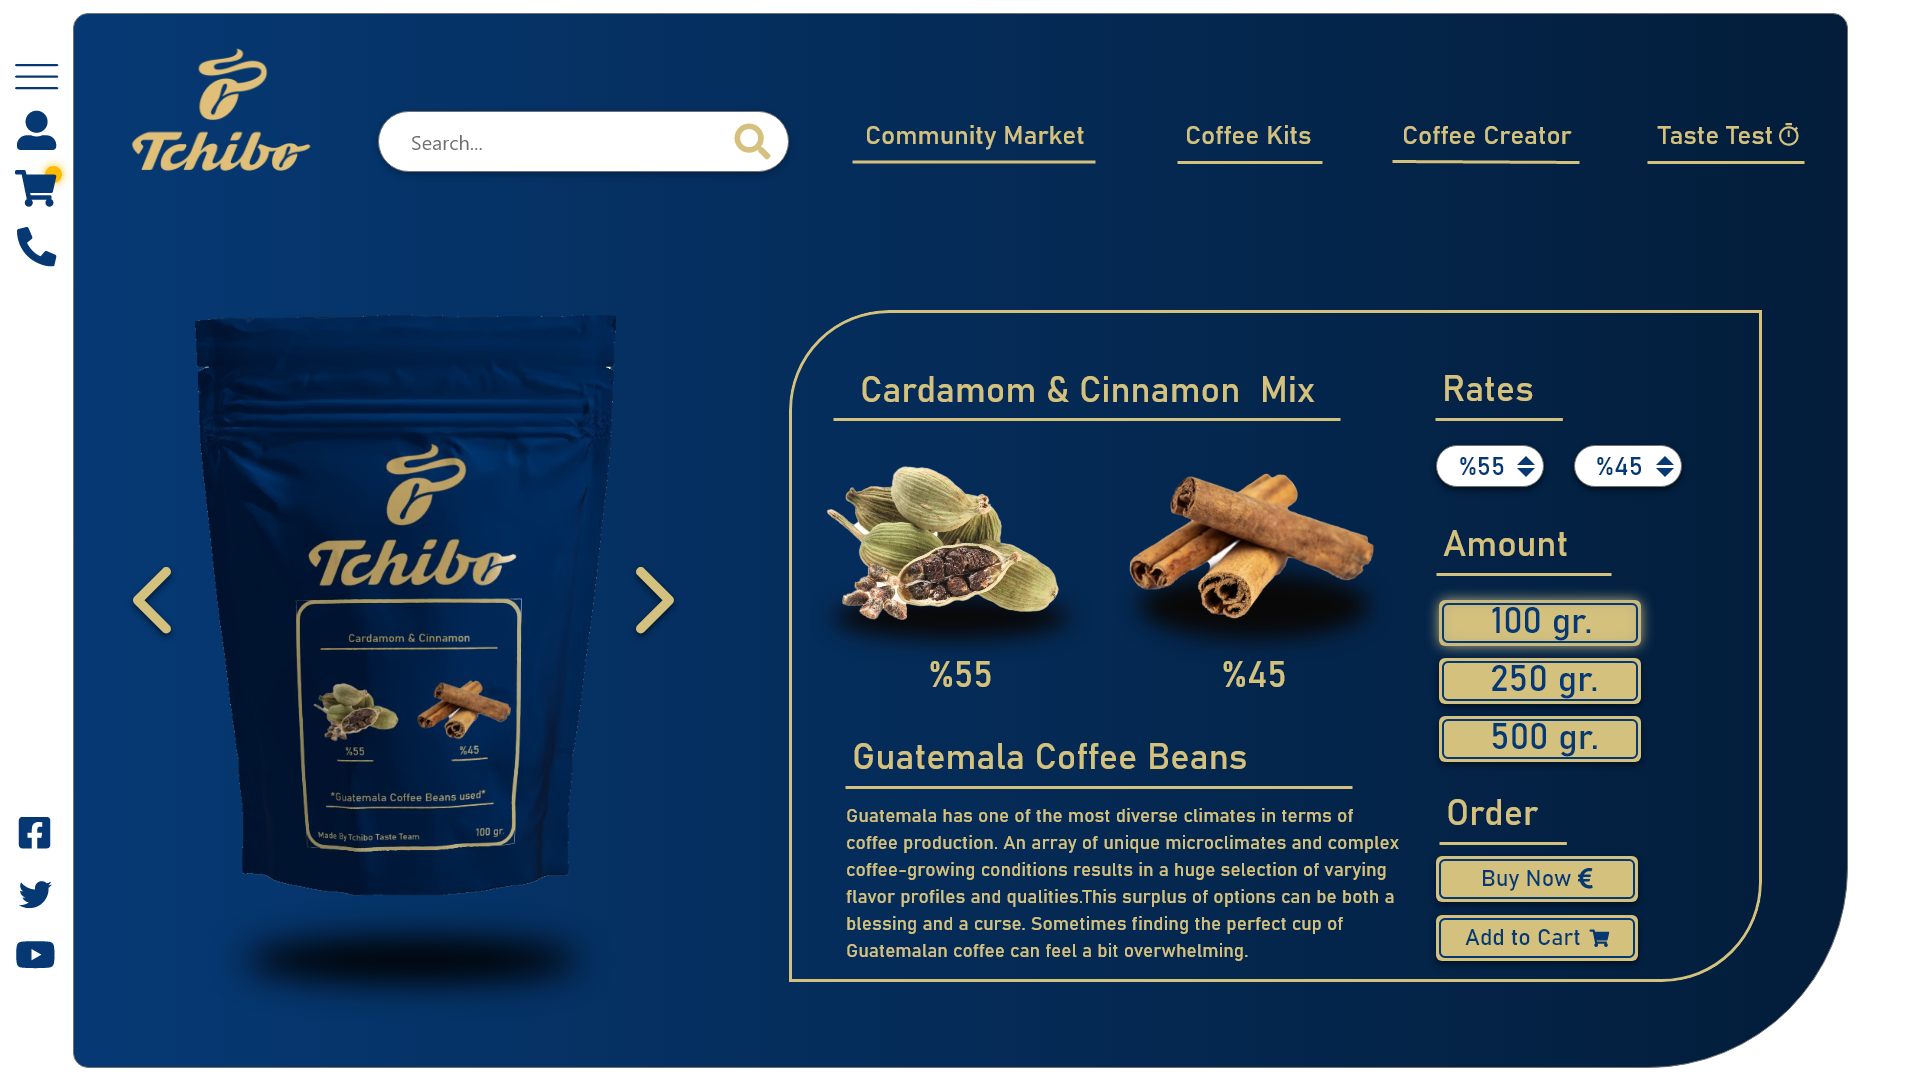 Tchibo
Search...
Community Market
Coffee Kits
Coffee Creator
Taste Test
Tchibo
Cardamom & Cinnamon
%55
%45
*Guatemala Coffee Beans used*
Made By Tchibo Taste Team
100 gr.
Cardamom & Cinnamon Mix
%55
%45
Guatemala Coffee Beans
Guatemala has one of the most diverse climates in terms of
coffee production. An array of unique microclimates and complex
coffee-growing conditions results in a huge selection of varying
flavor profiles and qualities.This surplus of options can be both a
blessing and a curse. Sometimes finding the perfect cup of
Guatemalan coffee can feel a bit overwhelming.
Rates
%55
%45
Amount
100 gr.
250 gr.
500 gr.
Order
Buy Now €
Add to Cart